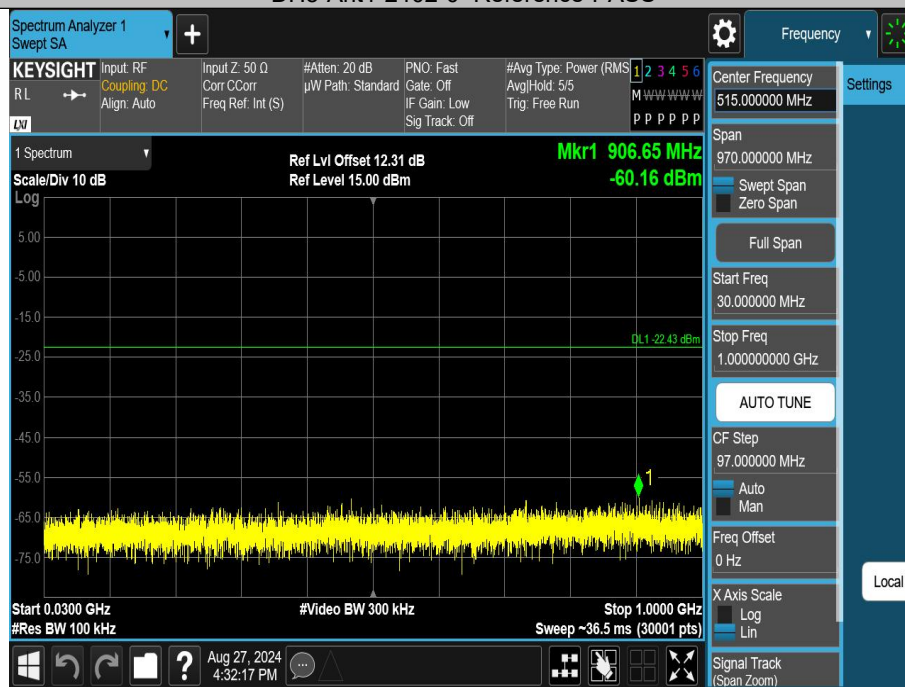 Spectrum Analyzer 1
Swept SA
Frequency
KEYSIGHT
RL
LXI
Input: RF
Coupling: DC
Align: Auto
Input Z: 50 Ω
Corr CCorr
Freq Ref: Int (S)
#Atten: 20 dB
µW Path: Standard
PNO: Fast
Gate: Off
IF Gain: Low
Sig Track: Off
#Avg Type: Power (RMS
Avg|Hold: 5/5
Trig: Free Run
1 2 3 4 5 6
M W W W W W
P P P P P P
1 Spectrum
Scale/Div 10 dB
Log
Ref Lvl Offset 12.31 dB
Ref Level 15.00 dBm
Mkr1 906.65 MHz
-60.16 dBm
5.00
-5.00
-15.0
DL1 -22.43 dBm
-25.0
-35.0
-45.0
-55.0
1
-65.0
-75.0
Start 0.0300 GHz
#Video BW 300 kHz
Stop 1.0000 GHz
#Res BW 100 kHz
Sweep ~36.5 ms (30001 pts)
?
Aug 27, 2024
4:32:17 PM
Center Frequency
515.000000 MHz
Settings
Span
970.000000 MHz
Swept Span
Zero Span
Full Span
Start Freq
30.000000 MHz
Stop Freq
1.000000000 GHz
AUTO TUNE
CF Step
97.000000 MHz
Auto
Man
Freq Offset
0 Hz
Local
X Axis Scale
Log
Lin
Signal Track
(Span Zoom)